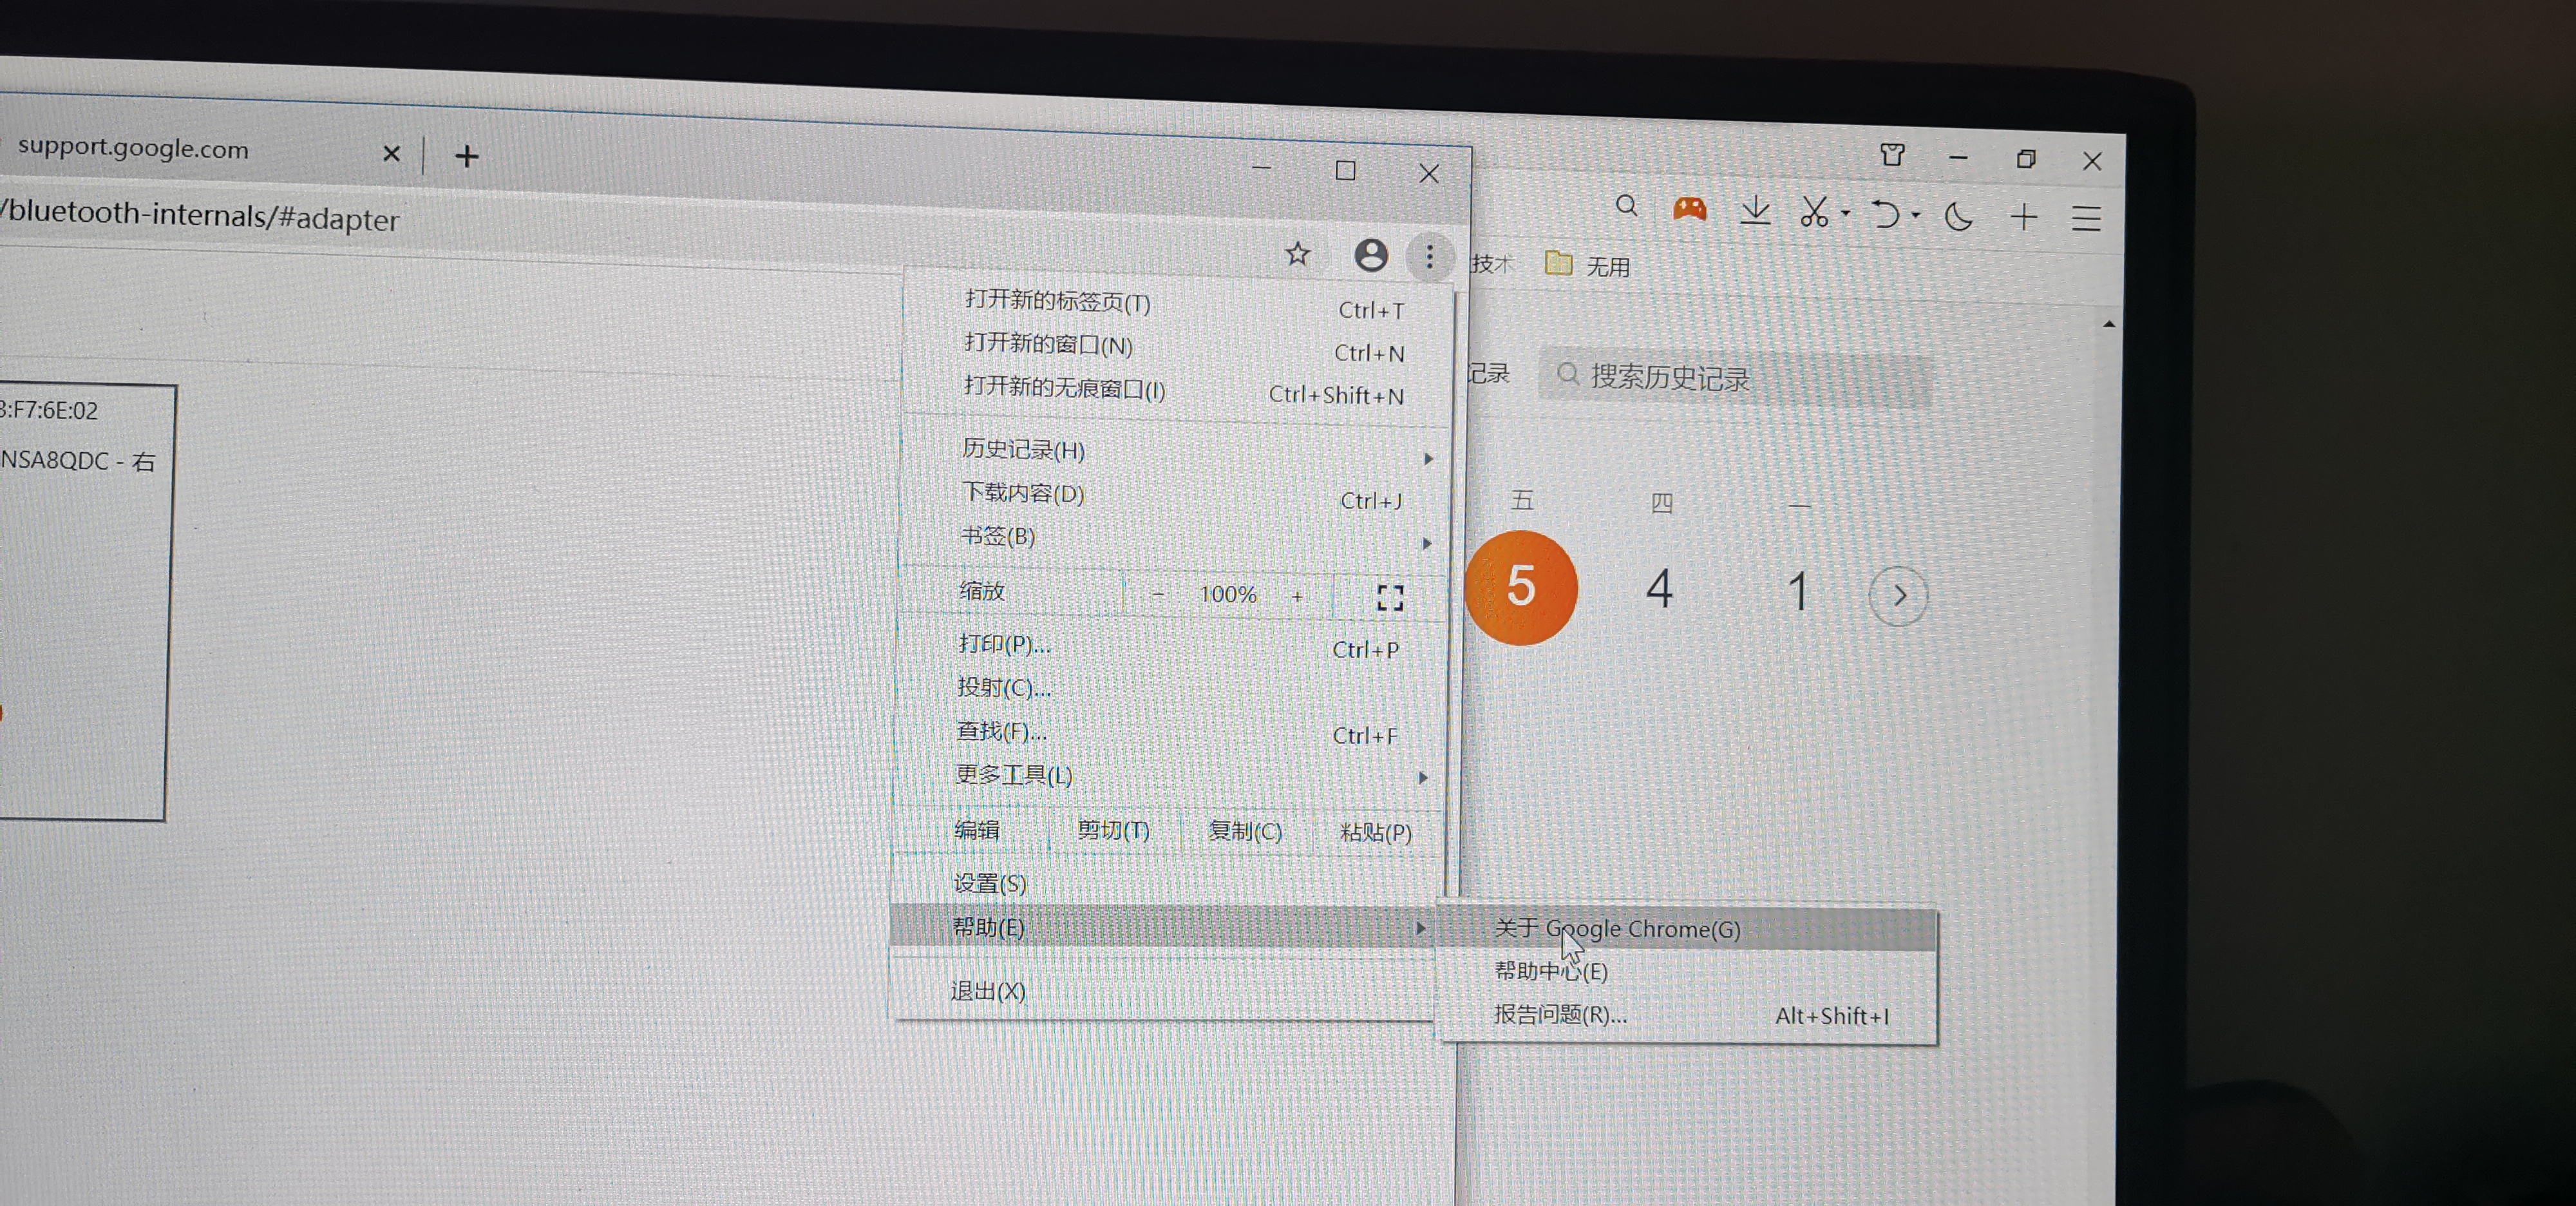 support.google.com
/bluetooth-internals/#adapter
技术 无用
打开新的标签页(T) Ctrl+T
打开新的窗口(N) Ctrl+N
打开新的无痕窗口(I) Ctrl+Shift+N
记录 搜索历史记录
:F7:6E:02
NSA8QDC - 右
历史记录(H)
下载内容(D) Ctrl+J
书签(B)
五 四 一
5 4 1
缩放 − 100% +
打印(P)... Ctrl+P
投射(C)...
查找(F)... Ctrl+F
更多工具(L)
编辑 剪切(T) 复制(C) 粘贴(P)
设置(S)
帮助(E)
关于 Google Chrome(G)
帮助中心(E)
报告问题(R)... Alt+Shift+I
退出(X)